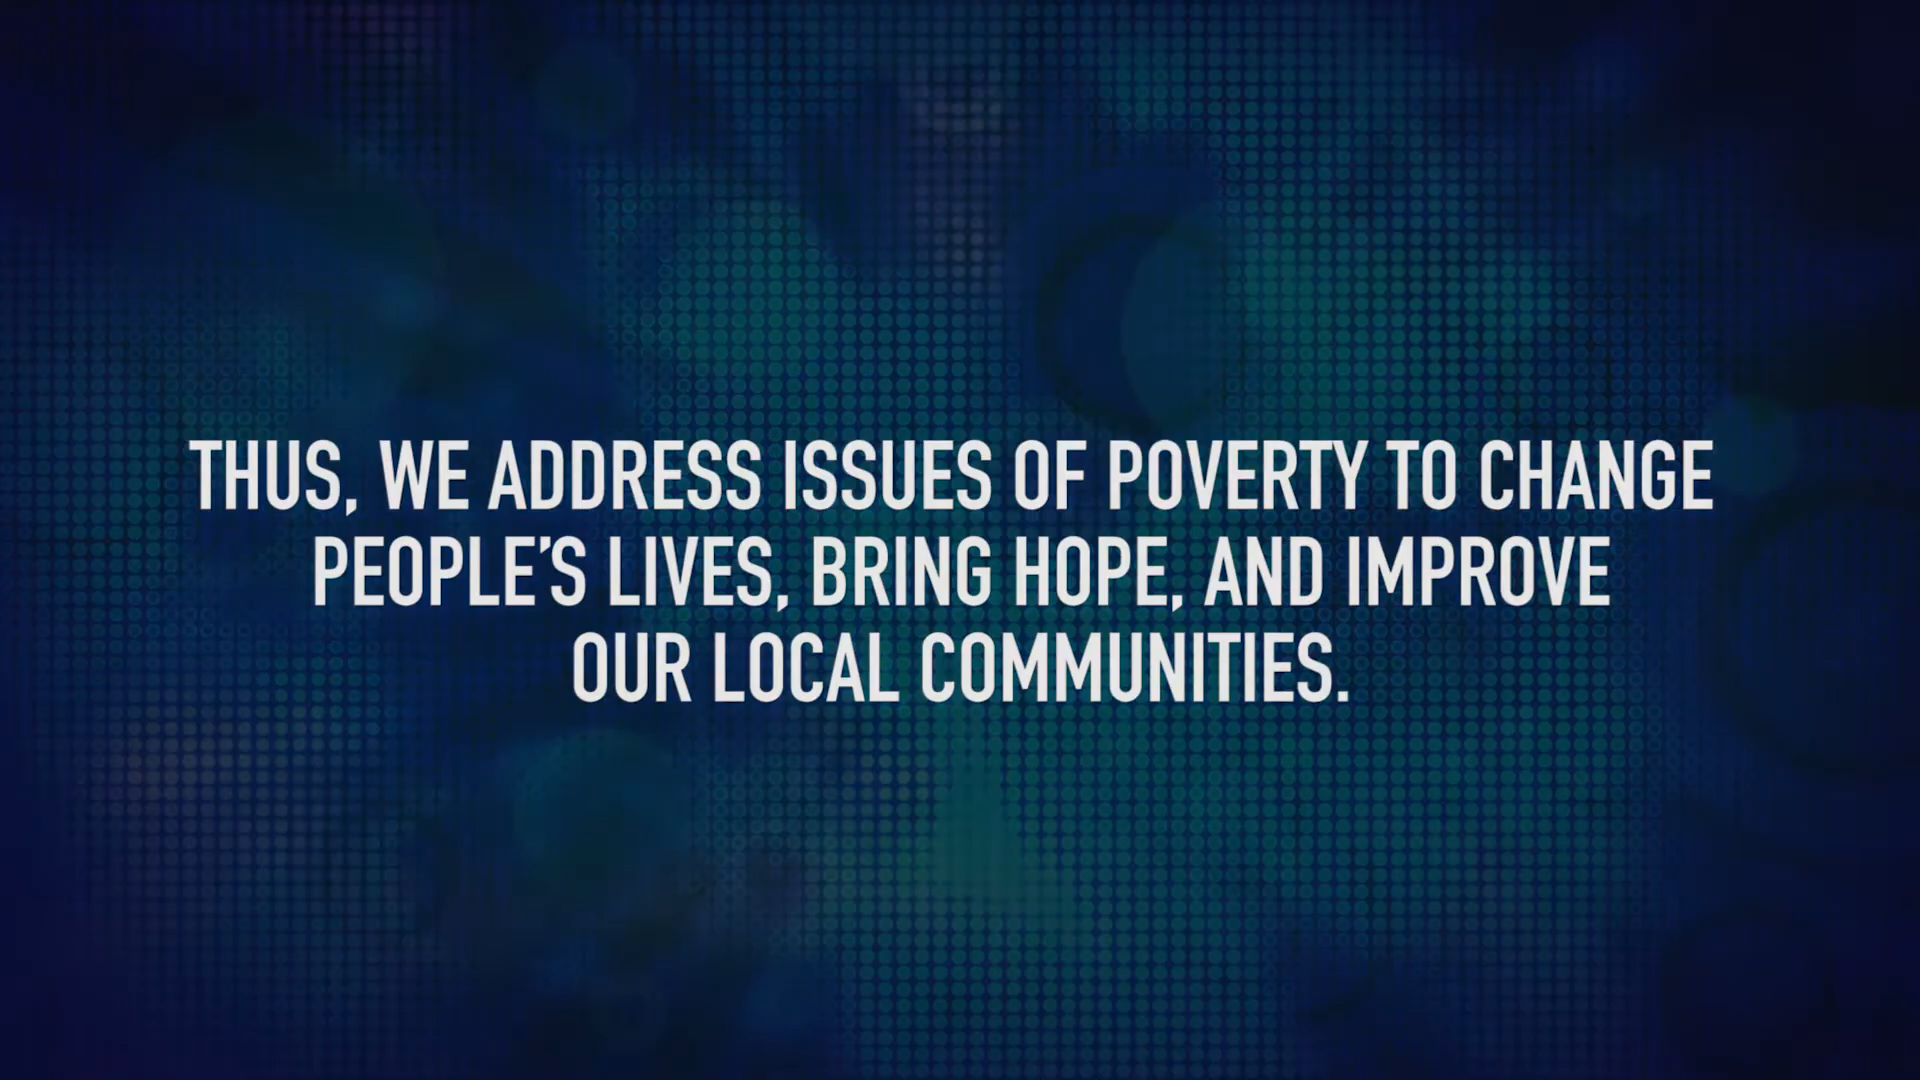 THUS, WE ADDRESS ISSUES OF POVERTY TO CHANGE
PEOPLE’S LIVES, BRING HOPE, AND IMPROVE
OUR LOCAL COMMUNITIES.